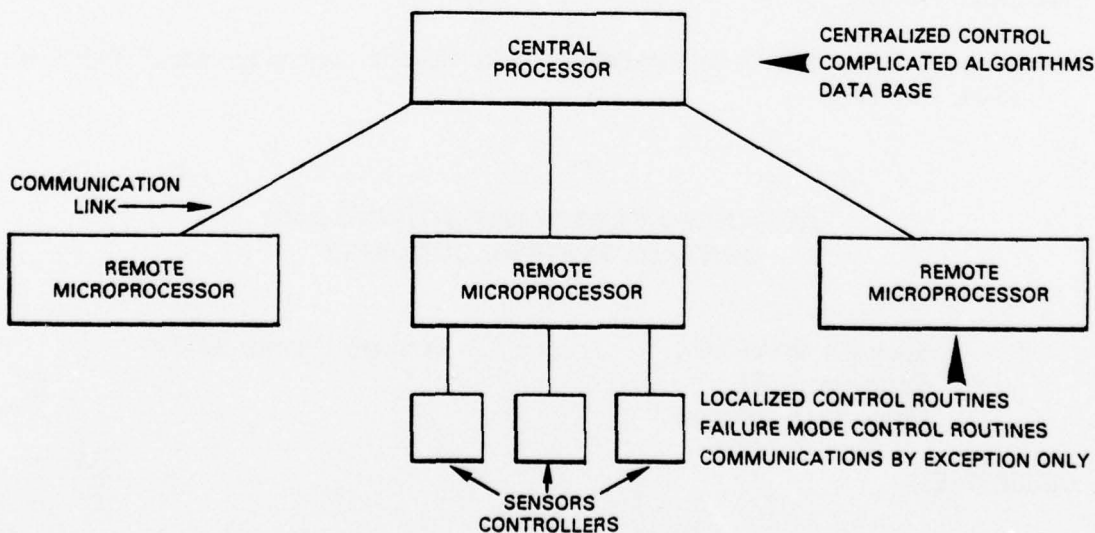 CENTRAL
PROCESSOR
CENTRALIZED CONTROL
COMPLICATED ALGORITHMS
DATA BASE
COMMUNICATION
LINK
REMOTE
MICROPROCESSOR
REMOTE
MICROPROCESSOR
REMOTE
MICROPROCESSOR
LOCALIZED CONTROL ROUTINES
FAILURE MODE CONTROL ROUTINES
COMMUNICATIONS BY EXCEPTION ONLY
SENSORS
CONTROLLERS